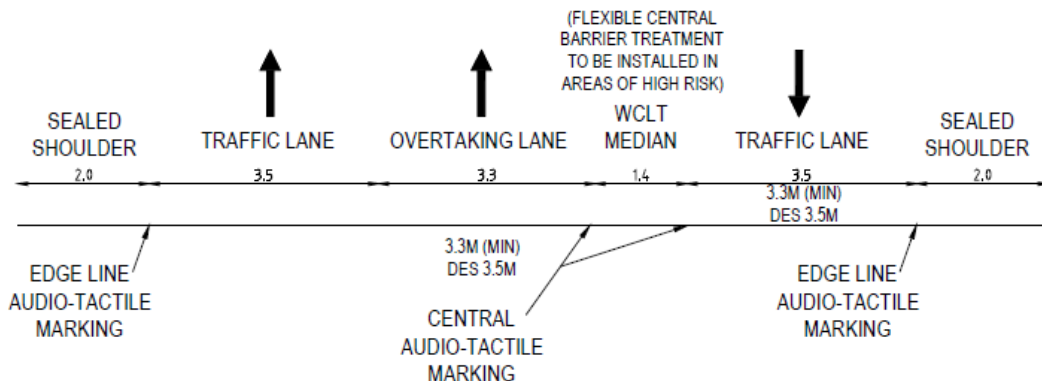 (FLEXIBLE CENTRAL
BARRIER TREATMENT
TO BE INSTALLED IN
AREAS OF HIGH RISK)
SEALED
SHOULDER
TRAFFIC LANE
OVERTAKING LANE
WCLT
MEDIAN
TRAFFIC LANE
SEALED
SHOULDER
2.0
3.5
3.3
1.4
3.5
2.0
3.3M (MIN)
DES 3.5M
3.3M (MIN)
DES 3.5M
EDGE LINE
AUDIO-TACTILE
MARKING
CENTRAL
AUDIO-TACTILE
MARKING
EDGE LINE
AUDIO-TACTILE
MARKING